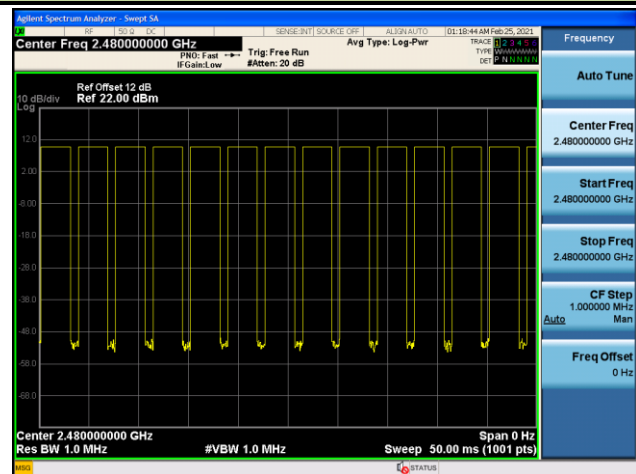 Agilent Spectrum Analyzer - Swept SA
RF 50 Ω DC SENSE:INT SOURCE OFF ALIGN AUTO 01:18:44 AM Feb 25, 2021
Center Freq 2.480000000 GHz
PNO: Fast
IFGain:Low
Trig: Free Run
#Atten: 20 dB
Avg Type: Log-Pwr
TRACE 1 2 3 4 5 6
TYPE
DET P N N N N N
Ref Offset 12 dB
10 dB/div Ref 22.00 dBm
Log
12.0
2.00
-8.00
-18.0
-28.0
-38.0
-48.0
-58.0
-68.0
Center 2.480000000 GHz Span 0 Hz
Res BW 1.0 MHz #VBW 1.0 MHz Sweep 50.00 ms (1001 pts)
MSG STATUS
Frequency
Auto Tune
Center Freq
2.480000000 GHz
Start Freq
2.480000000 GHz
Stop Freq
2.480000000 GHz
CF Step
1.000000 MHz
Auto Man
Freq Offset
0 Hz